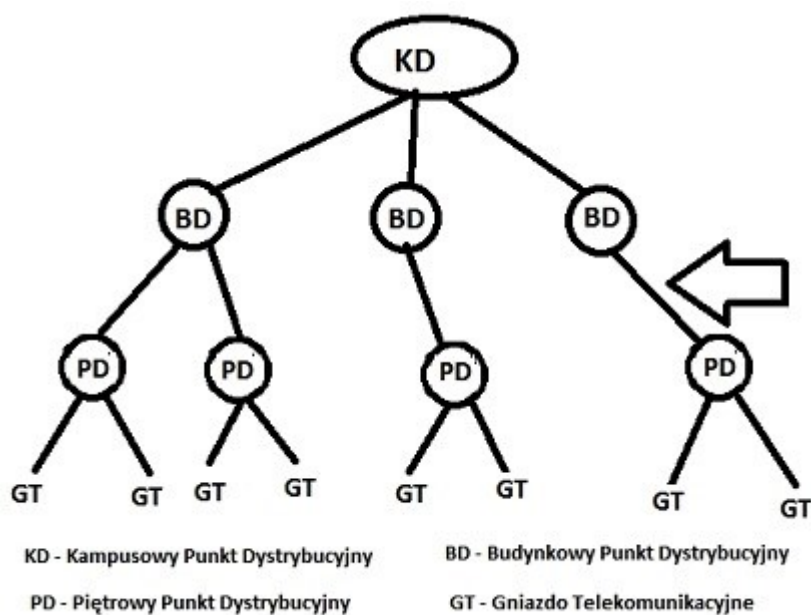 KD
BD BD BD
PD PD PD PD
GT GT GT GT GT GT GT GT
KD - Kampusowy Punkt Dystrybucyjny BD - Budynkowy Punkt Dystrybucyjny
PD - Piętrowy Punkt Dystrybucyjny GT - Gniazdo Telekomunikacyjne